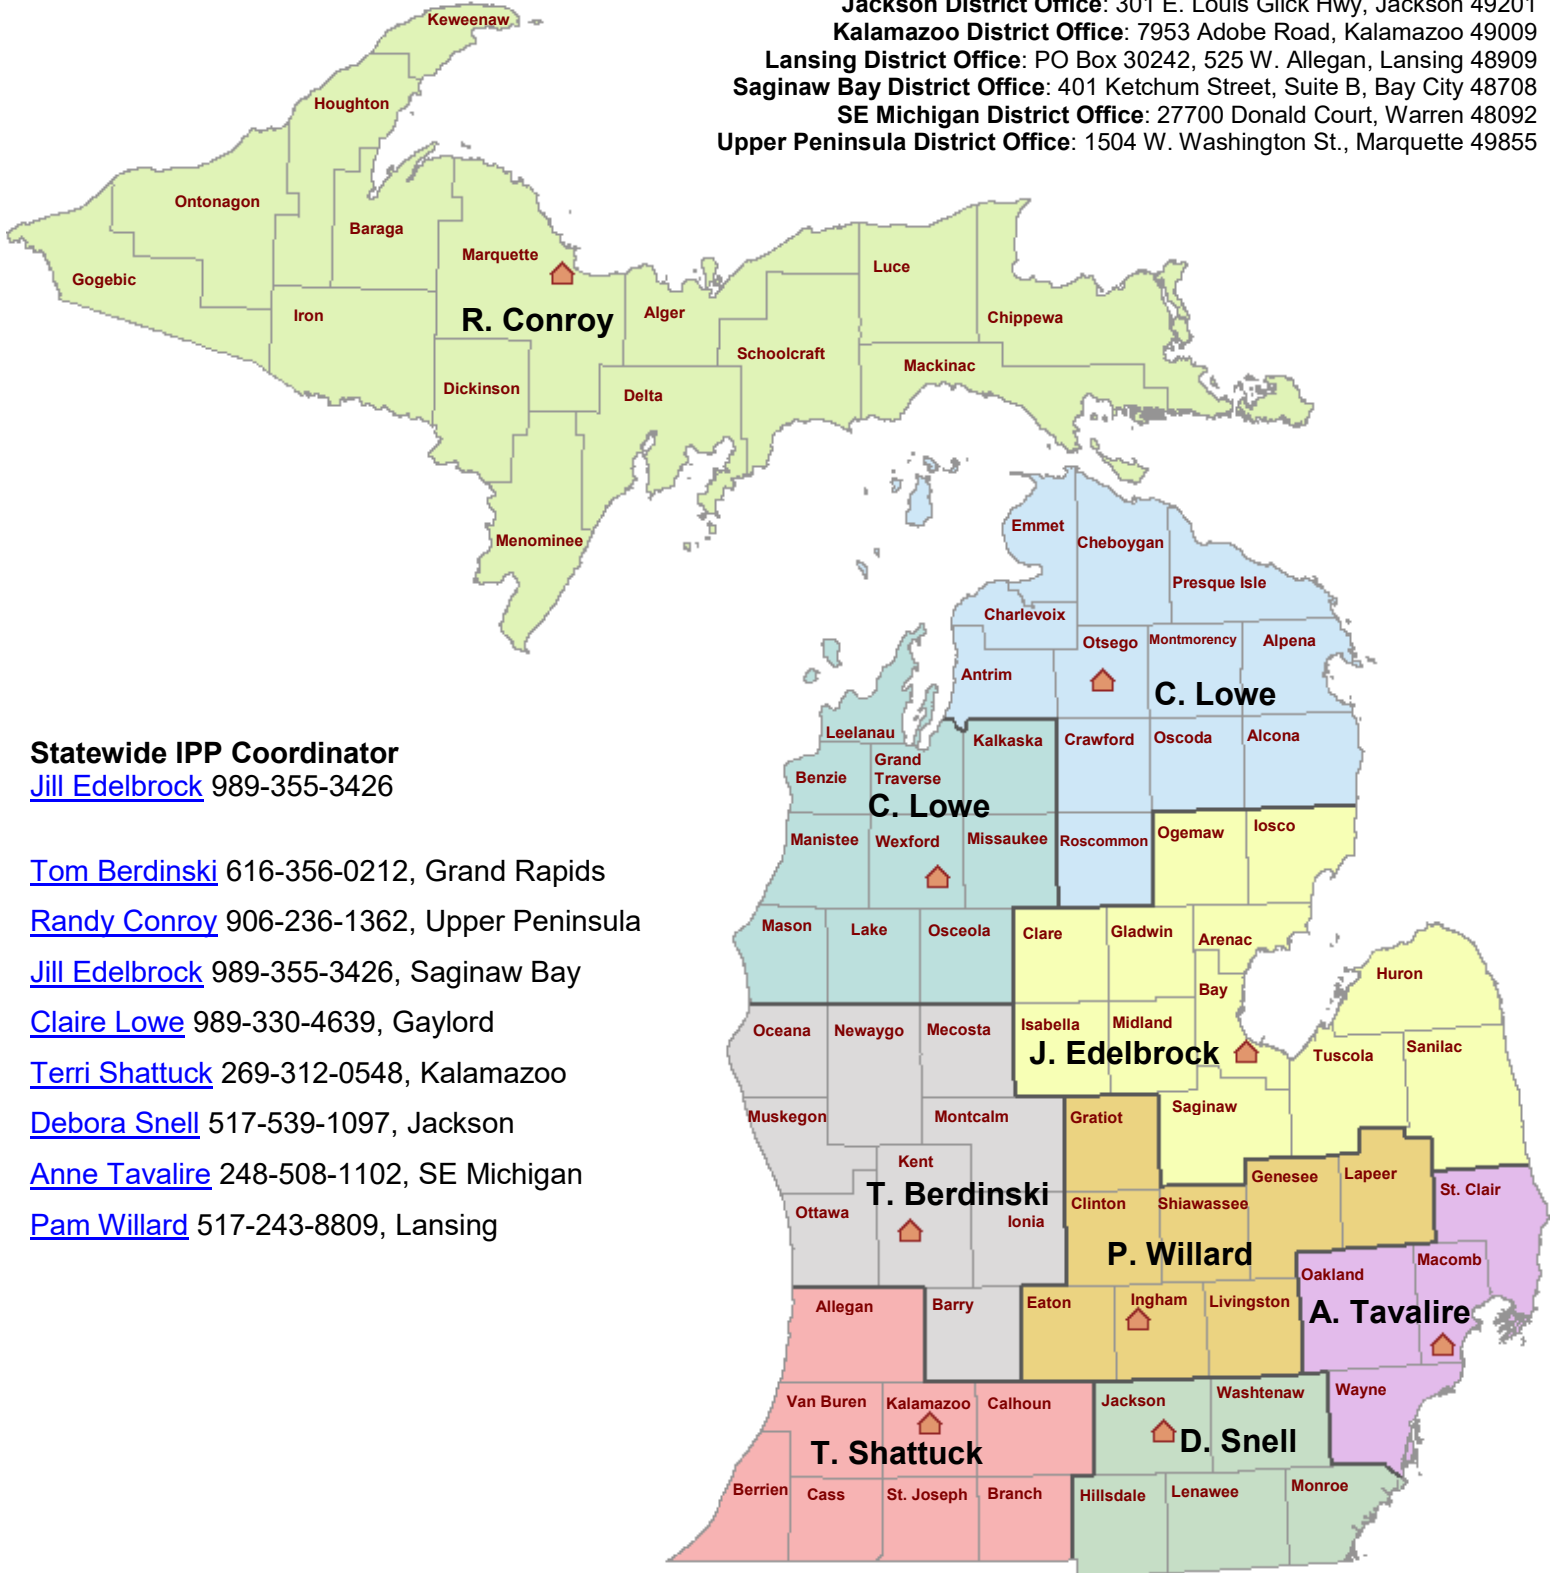 Jackson District Office: 301 E. Louis Glick Hwy, Jackson 49201
Kalamazoo District Office: 7953 Adobe Road, Kalamazoo 49009
Lansing District Office: PO Box 30242, 525 W. Allegan, Lansing 48909
Saginaw Bay District Office: 401 Ketchum Street, Suite B, Bay City 48708
SE Michigan District Office: 27700 Donald Court, Warren 48092
Upper Peninsula District Office: 1504 W. Washington St., Marquette 49855
Keweenaw
Houghton
Ontonagon
Baraga
Gogebic
Marquette
Iron
R. Conroy
Alger
Luce
Chippewa
Schoolcraft
Mackinac
Dickinson
Delta
Menominee
Emmet
Cheboygan
Presque Isle
Charlevoix
Otsego
Montmorency
Alpena
Antrim
C. Lowe
Crawford
Oscoda
Alcona
Roscommon
Leelanau
Kalkaska
Benzie
Grand
Traverse
C. Lowe
Manistee
Wexford
Missaukee
Mason
Lake
Osceola
Statewide IPP Coordinator
Jill Edelbrock 989-355-3426
Tom Berdinski 616-356-0212, Grand Rapids
Randy Conroy 906-236-1362, Upper Peninsula
Jill Edelbrock 989-355-3426, Saginaw Bay
Claire Lowe 989-330-4639, Gaylord
Terri Shattuck 269-312-0548, Kalamazoo
Debora Snell 517-539-1097, Jackson
Anne Tavalire 248-508-1102, SE Michigan
Pam Willard 517-243-8809, Lansing
Ogemaw
Iosco
Clare
Gladwin
Arenac
Huron
Bay
Isabella
Midland
J. Edelbrock
Tuscola
Sanilac
Saginaw
Oceana
Newaygo
Mecosta
Muskegon
Montcalm
Kent
T. Berdinski
Ottawa
Ionia
Barry
Gratiot
Genesee
Lapeer
Clinton
Shiawassee
P. Willard
Eaton
Ingham
Livingston
St. Clair
Macomb
Oakland
A. Tavalire
Wayne
Allegan
Van Buren
Kalamazoo
Calhoun
T. Shattuck
Berrien
Cass
St. Joseph
Branch
Jackson
Washtenaw
D. Snell
Hillsdale
Lenawee
Monroe